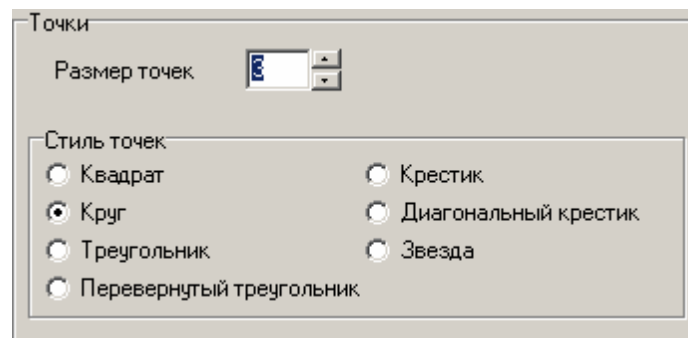 Точки
Размер точек 3
Стиль точек
Квадрат
Крестик
Круг
Диагональный крестик
Треугольник
Звезда
Перевернутый треугольник